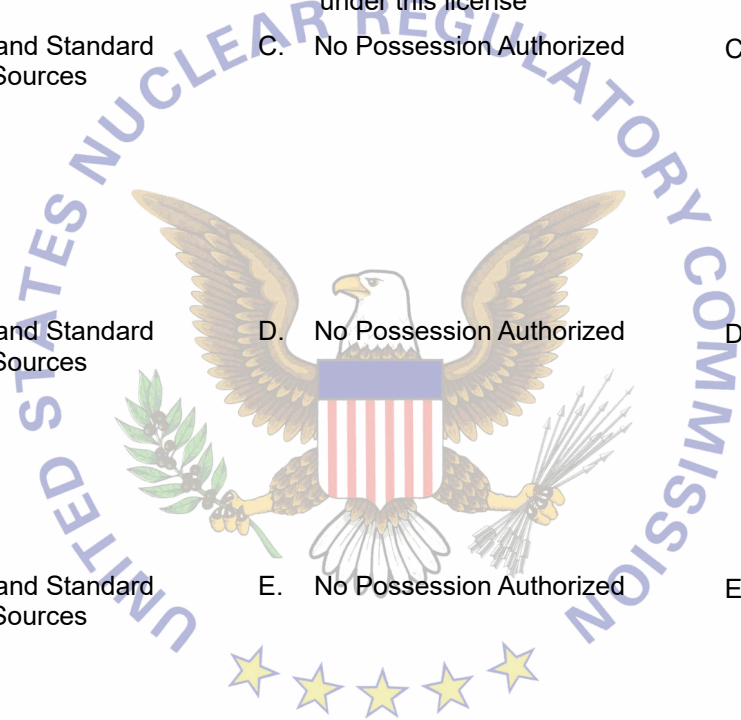 under this license
and Standard C. No Possession Authorized C
Sources
and Standard D. No Possession Authorized D
Sources
and Standard E. No Possession Authorized E
Sources
UNITED STATES NUCLEAR REGULATORY COMMISSION